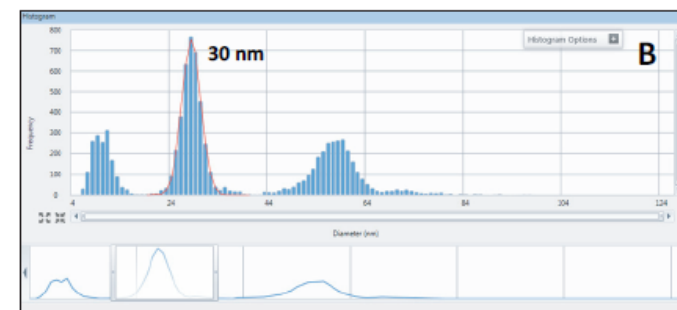 Histogram
Histogram Options +
B
30 nm
800
700
600
500
400
300
200
100
0
Frequency
4 24 44 64 84 104 124
Diameter (nm)